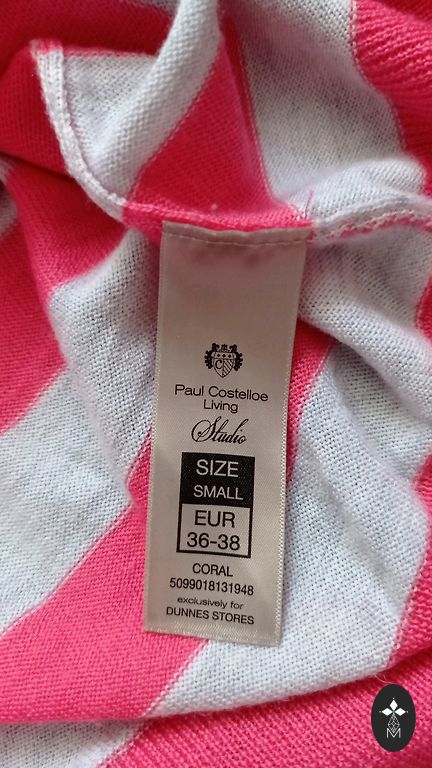 Paul Costelloe
Living
Studio
SIZE
SMALL
EUR
36-38
CORAL
5099018131948
exclusively for
DUNNES STORES